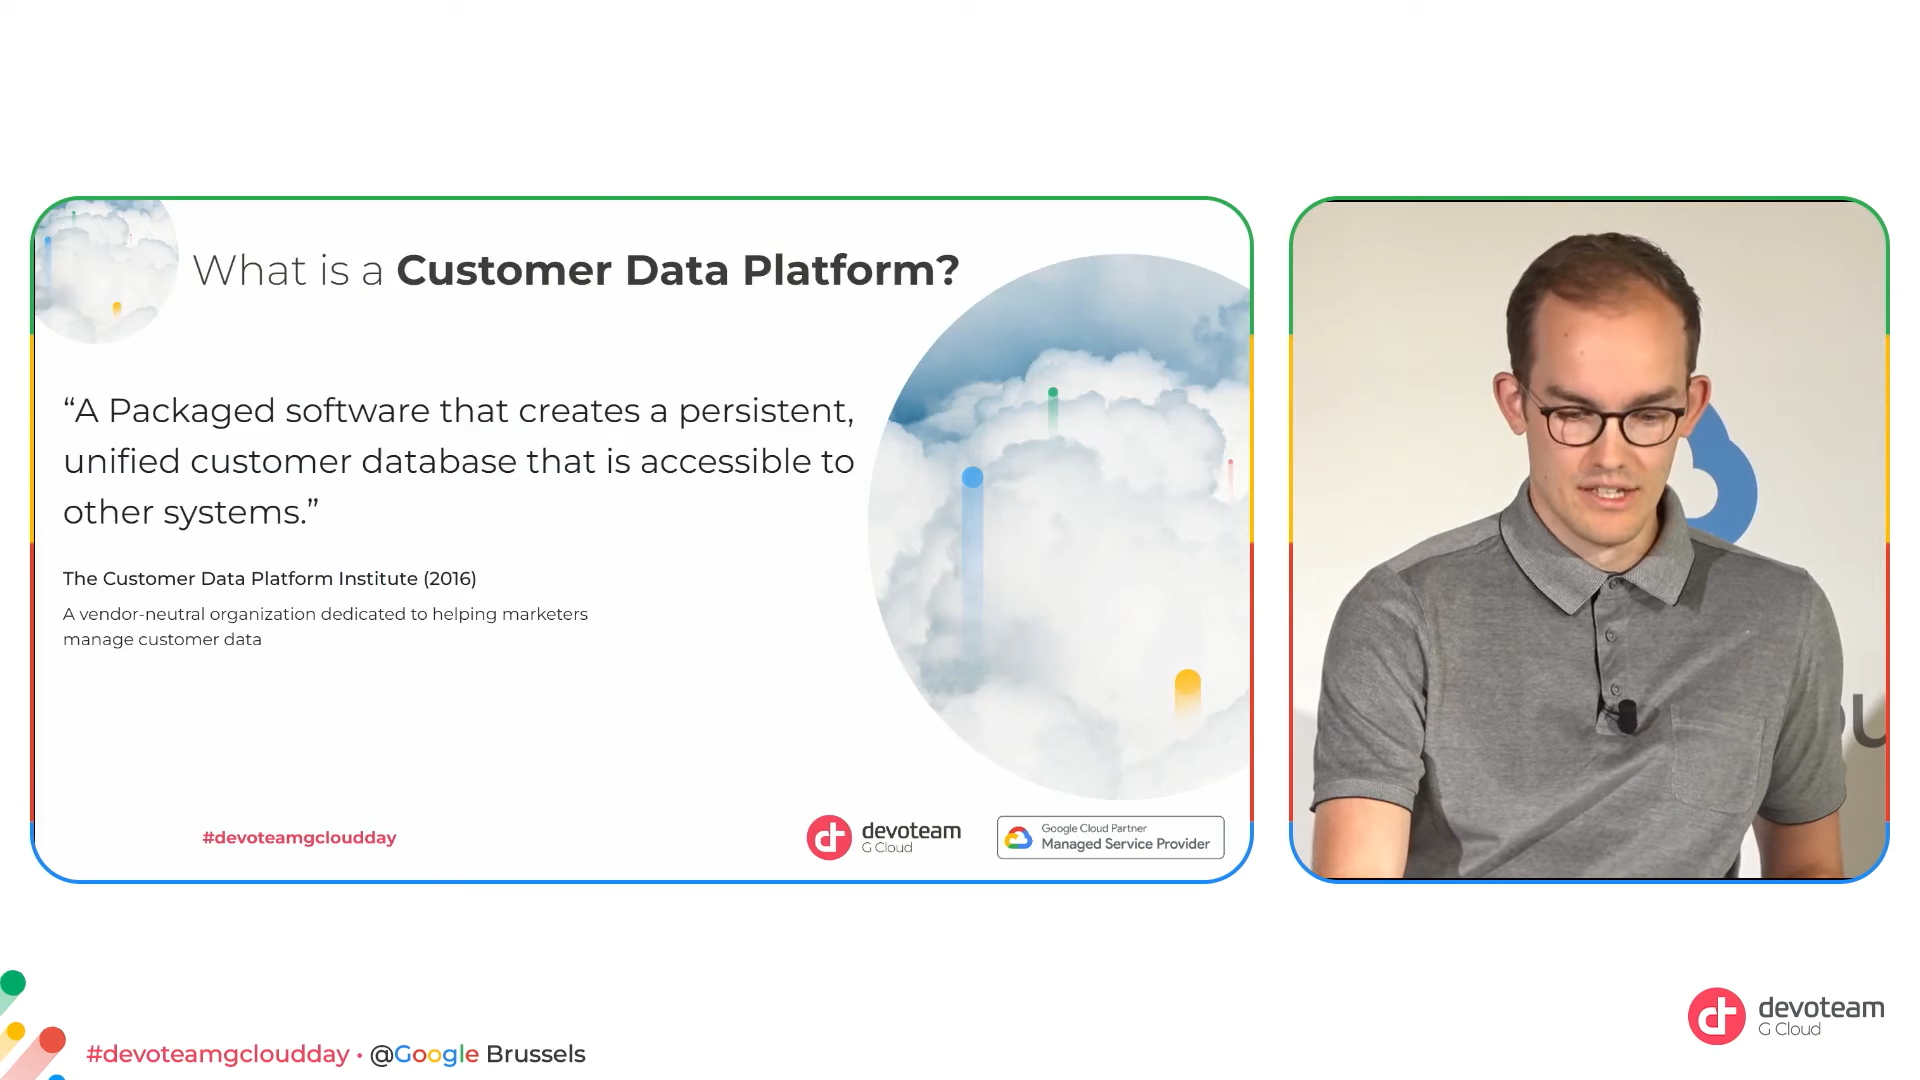 What is a Customer Data Platform?
“A Packaged software that creates a persistent,
unified customer database that is accessible to
other systems.”
The Customer Data Platform Institute (2016)
A vendor-neutral organization dedicated to helping marketers
manage customer data
#devoteamgcloudday
devoteam
G Cloud
Google Cloud Partner
Managed Service Provider
#devoteamgcloudday • @Google Brussels
devoteam
G Cloud